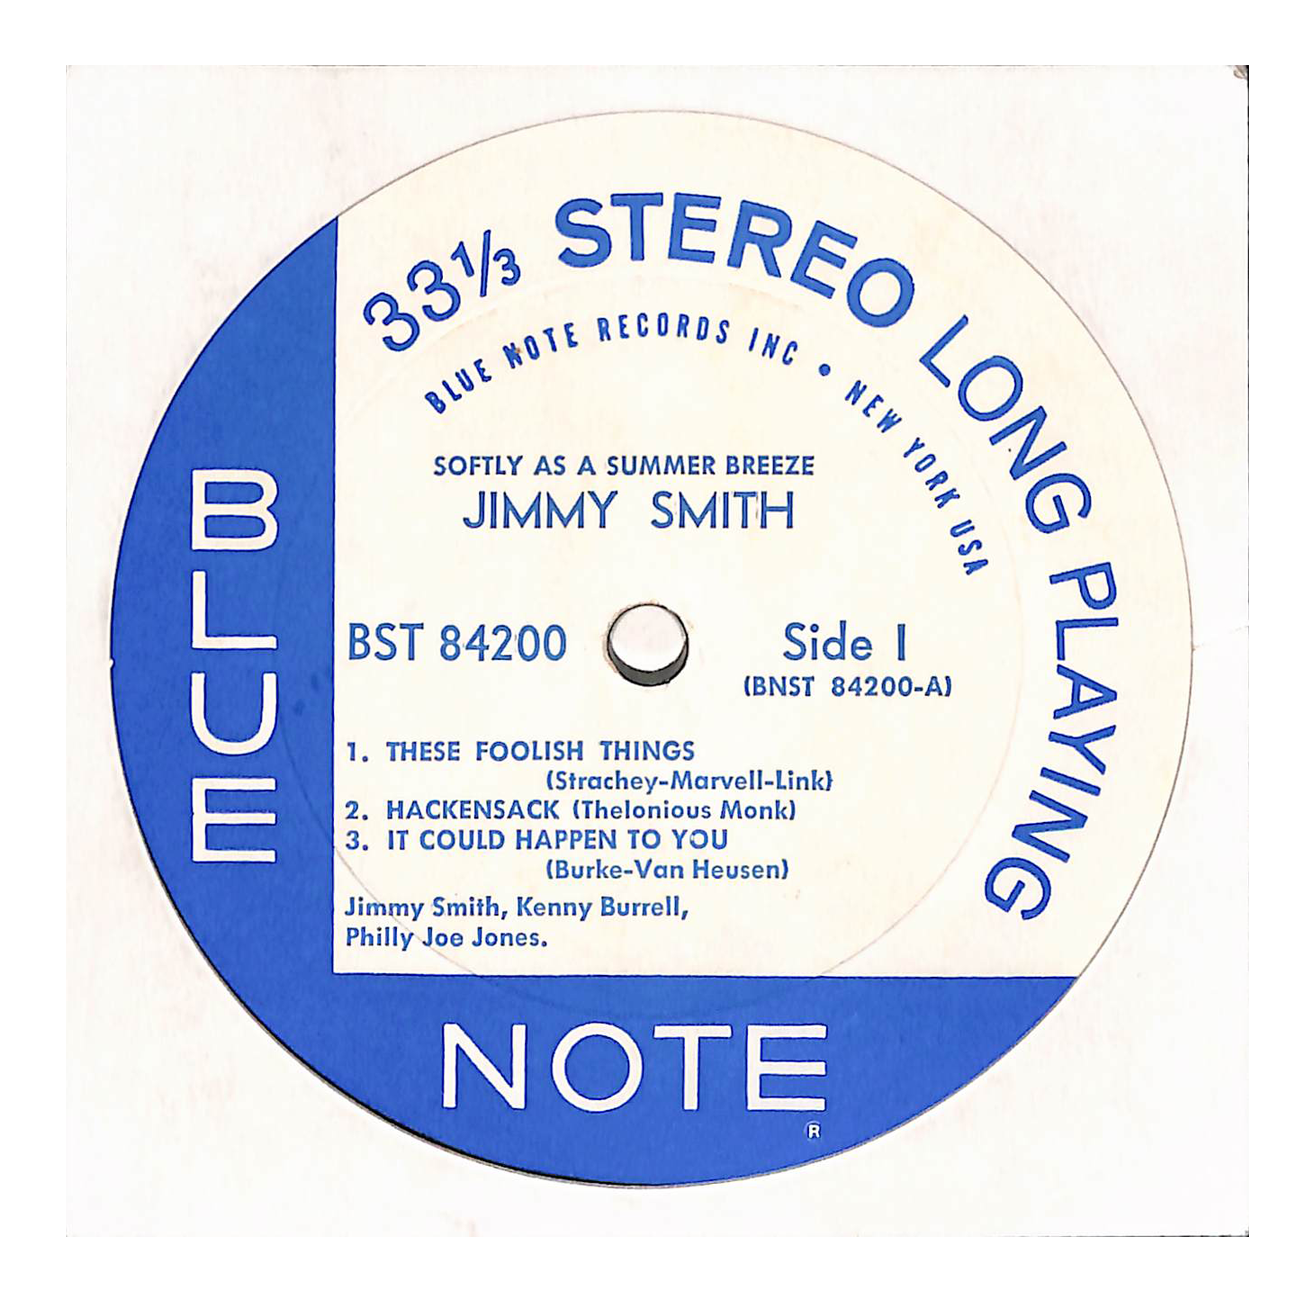 33⅓ STEREO LONG PLAYING
BLUE NOTE RECORDS INC • NEW YORK USA
SOFTLY AS A SUMMER BREEZE
JIMMY SMITH
BST 84200
Side 1
(BNST 84200-A)
1. THESE FOOLISH THINGS
(Strachey-Marvell-Link)
2. HACKENSACK (Thelonious Monk)
3. IT COULD HAPPEN TO YOU
(Burke-Van Heusen)
Jimmy Smith, Kenny Burrell,
Philly Joe Jones.
BLUE
NOTE
®